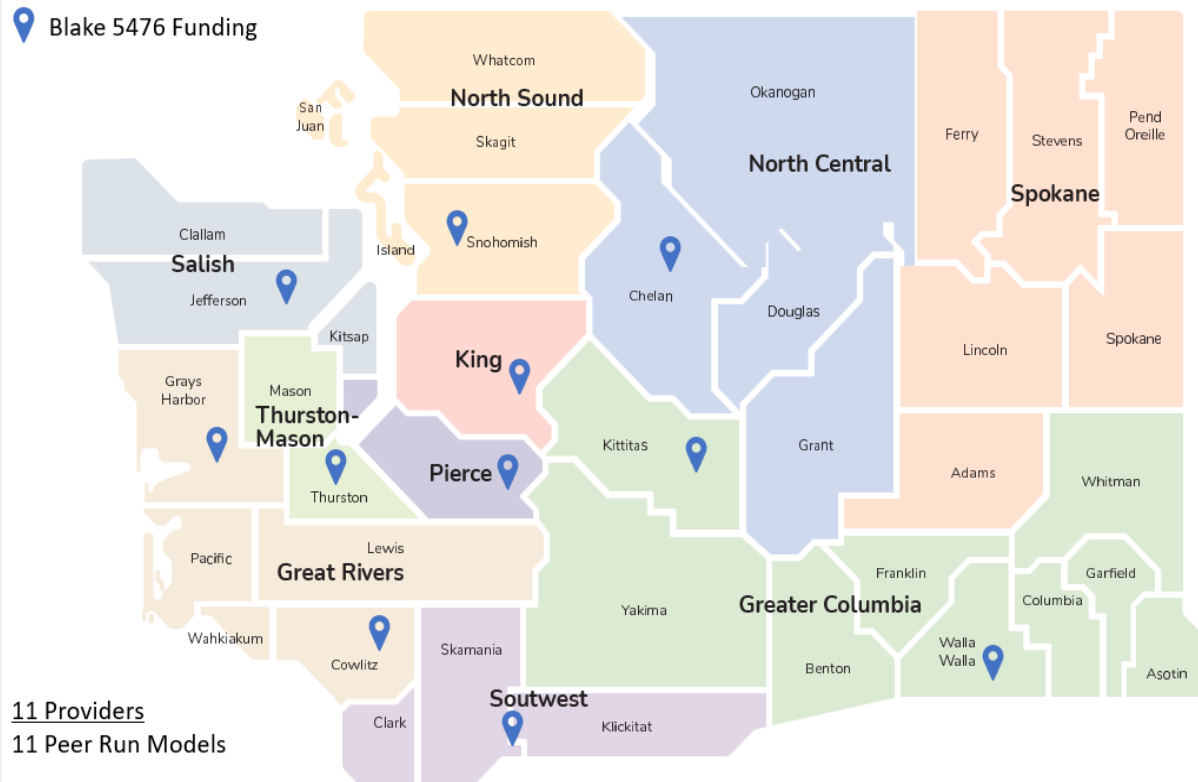 Blake 5476 Funding
Whatcom
North Sound
San
Juan
Skagit
Okanogan
North Central
Ferry
Stevens
Pend
Oreille
Spokane
Clallam
Salish
Jefferson
Island
Snohomish
Chelan
Douglas
Kitsap
King
Lincoln
Spokane
Grays
Harbor
Mason
Thurston-
Mason
Thurston
Pierce
Kittitas
Grant
Adams
Whitman
Pacific
Lewis
Great Rivers
Wahkiakum
Cowlitz
Skamania
Yakima
Greater Columbia
Franklin
Garfield
Columbia
Walla
Walla
Benton
Asotin
Soutwest
Clark
Klickitat
11 Providers
11 Peer Run Models